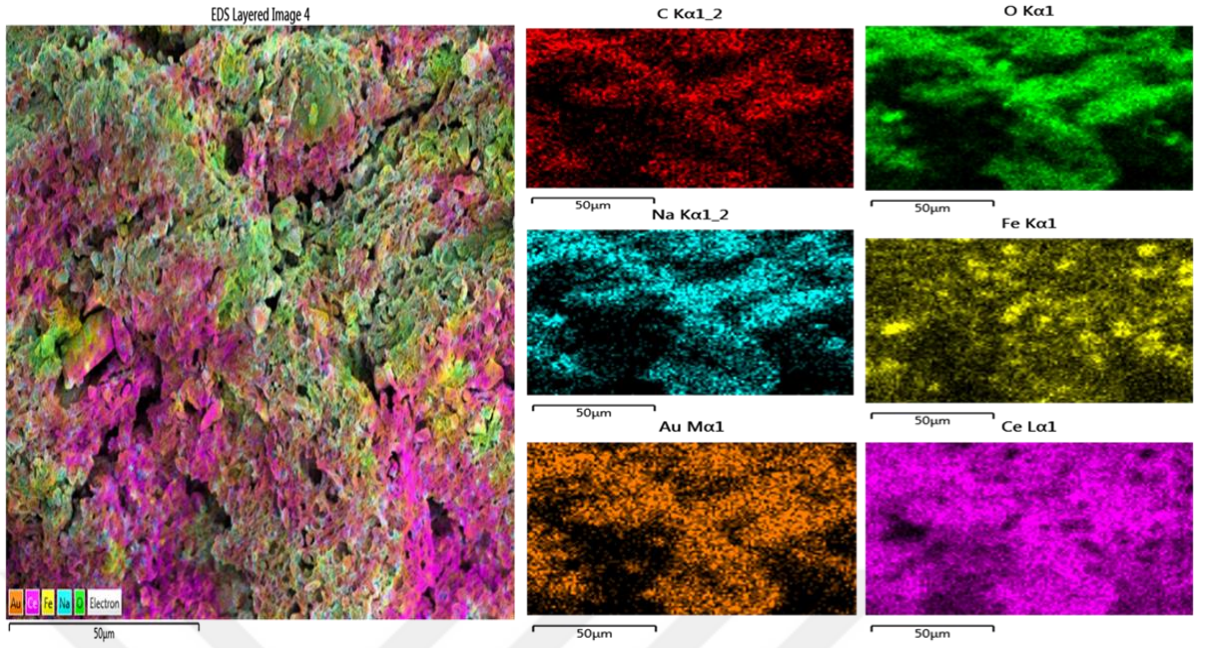 EDS Layered Image 4
Au Ce Fe Na O Electron
50µm
C Kα1_2
50µm
O Kα1
50µm
Na Kα1_2
50µm
Fe Kα1
50µm
Au Mα1
50µm
Ce Lα1
50µm